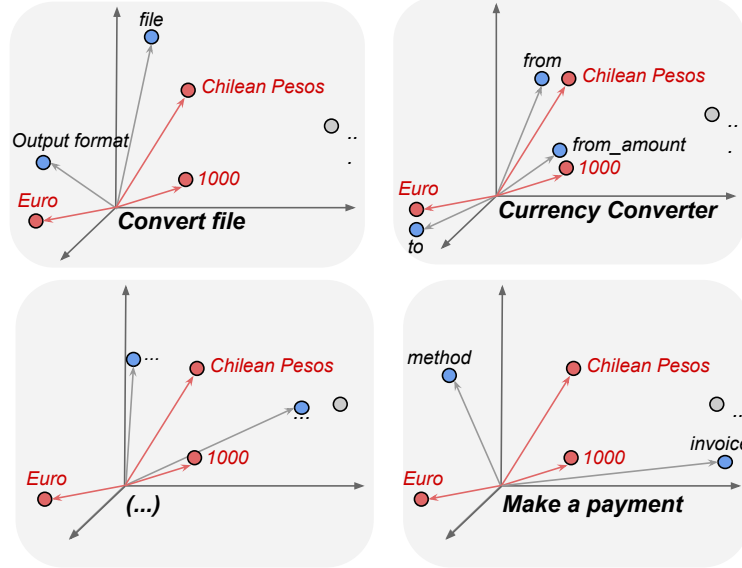 file
Chilean Pesos
Output format
..
.
1000
Euro
Convert file
from
Chilean Pesos
..
from_amount
.
1000
Euro
Currency Converter
to
...
Chilean Pesos
...
1000
Euro
(...)
method
Chilean Pesos
..
invoice
1000
Euro
Make a payment